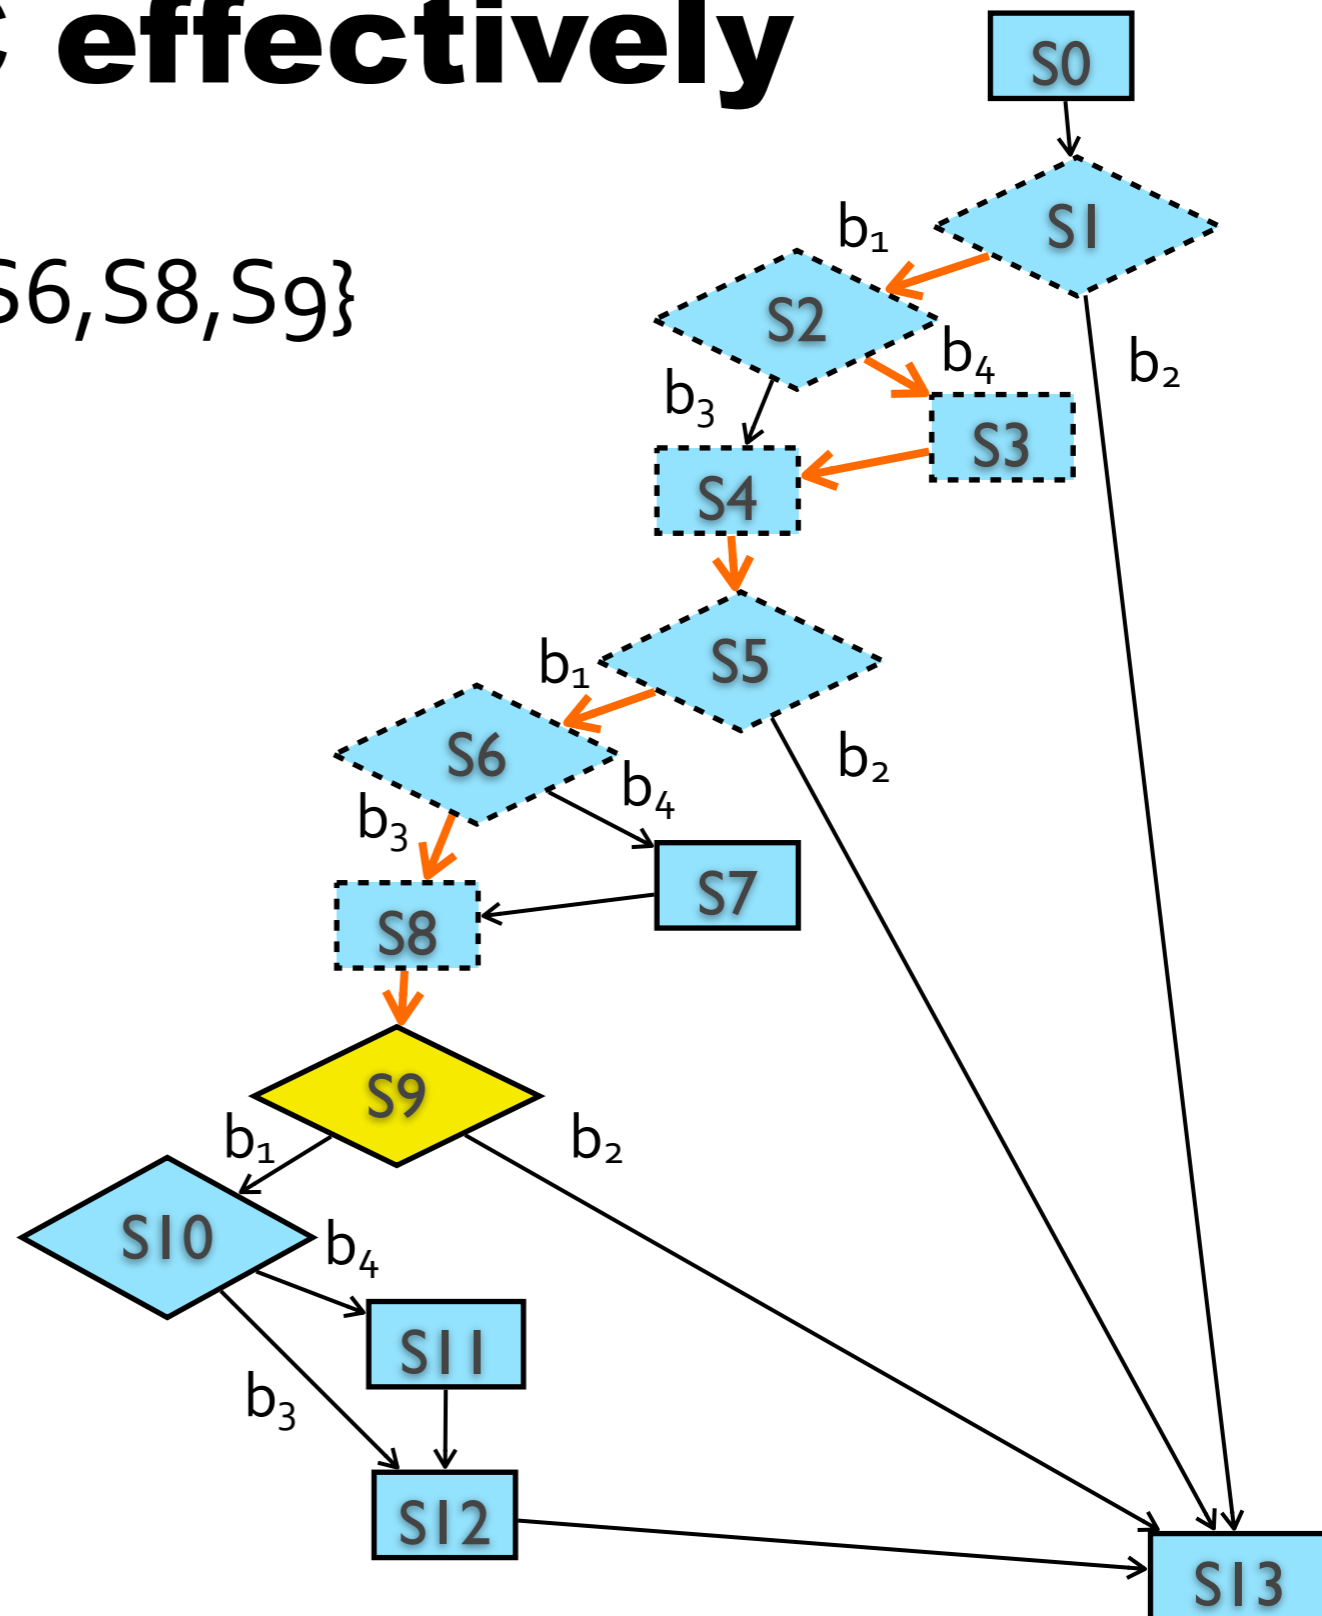 C effectively
S0
S1
b₁
S2
b₄
b₂
b₃
S6,S8,S9}
S3
S4
S5
b₁
S6
b₂
b₄
b₃
S7
S8
S9
b₁
b₂
S10
b₄
S11
b₃
S12
S13